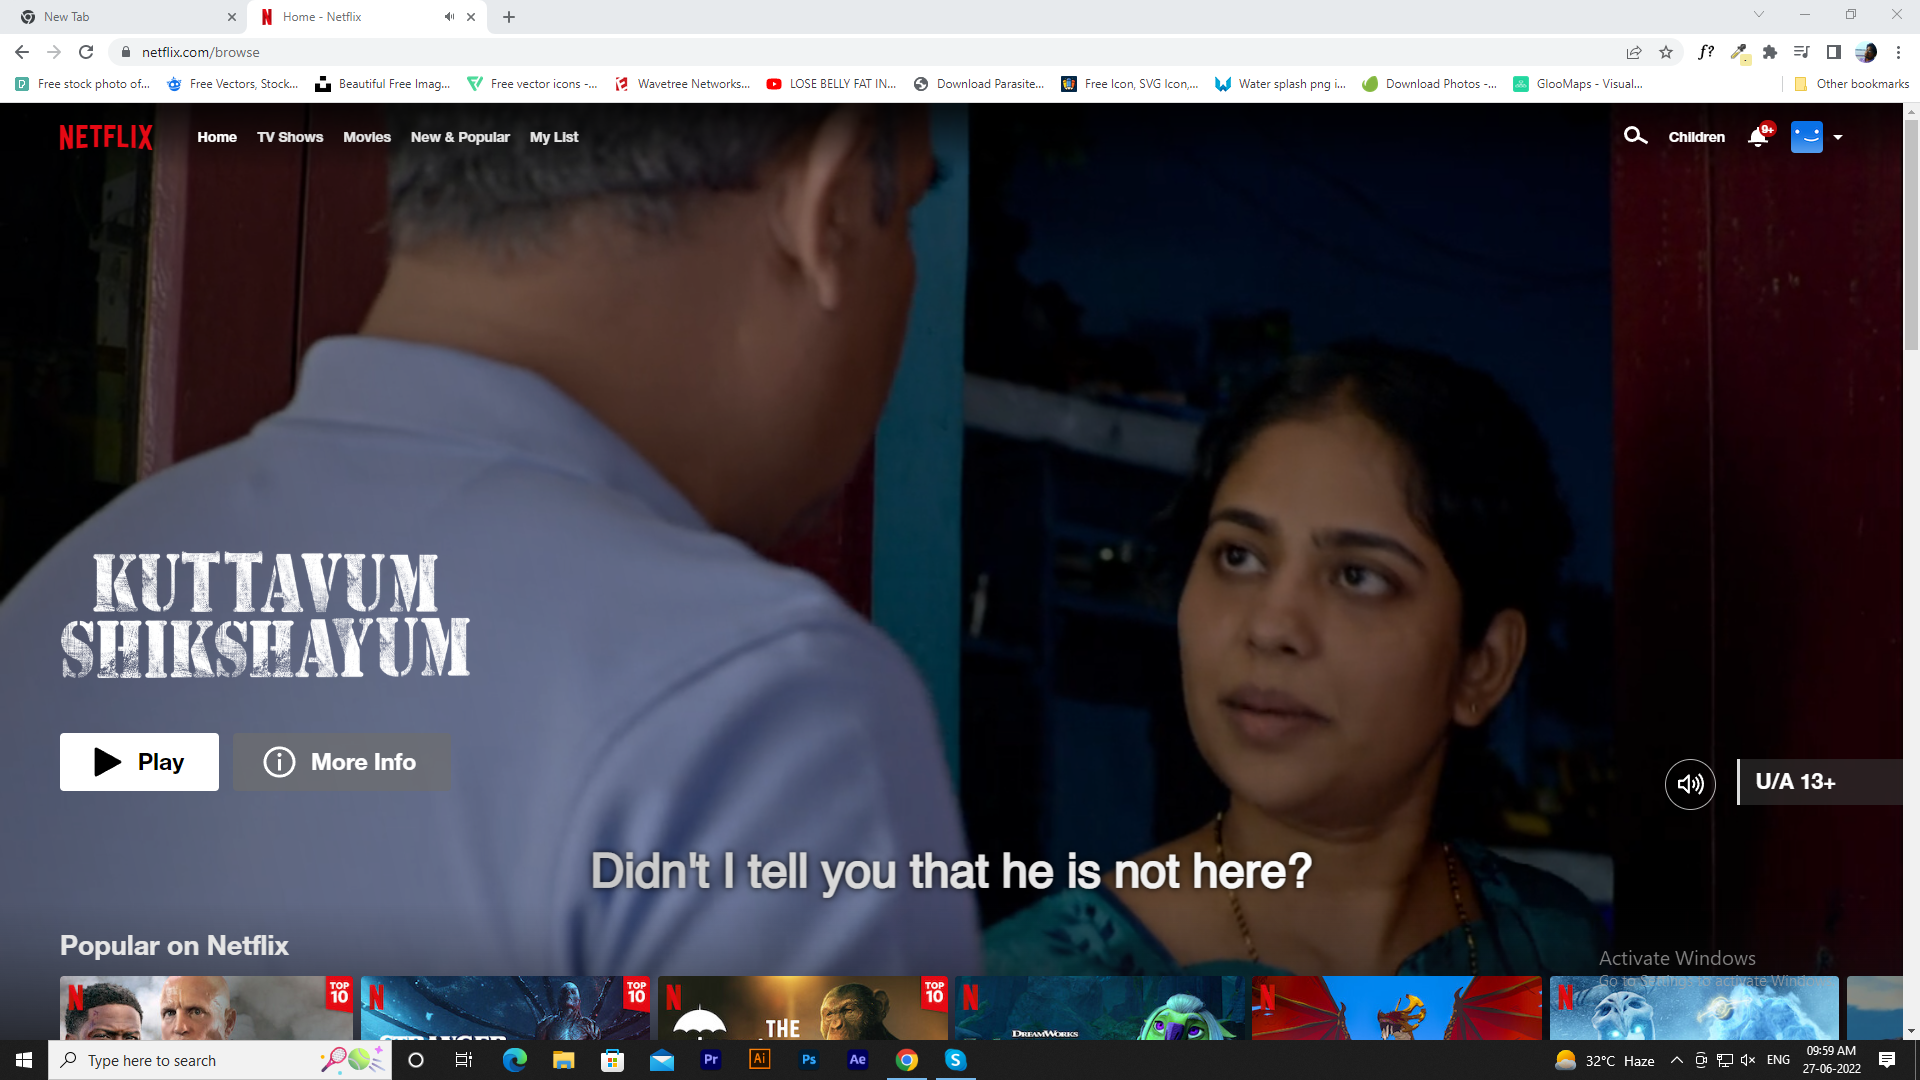 New Tab
Home - Netflix
netflix.com/browse
f?
Free stock photo of...
Free Vectors, Stock...
Beautiful Free Imag...
Free vector icons -...
Wavetree Networks...
LOSE BELLY FAT IN...
Download Parasite...
Free Icon, SVG Icon,...
Water splash png i...
Download Photos -...
GlooMaps - Visual...
Other bookmarks
NETFLIX
Home
TV Shows
Movies
New & Popular
My List
Children
9+
KUTTAVUM
SHIKSHAYUM
Play
More Info
U/A 13+
Didn't I tell you that he is not here?
Popular on Netflix
Activate Windows
Go to Settings to activate Windows.
N
TOP
10
N
TOP
10
STRANGER
N
TOP
10
THE
N
DREAMWORKS
N
N
Type here to search
Pr
Ai
Ps
Ae
S
32°C Haze
ENG
09:59 AM
27-06-2022